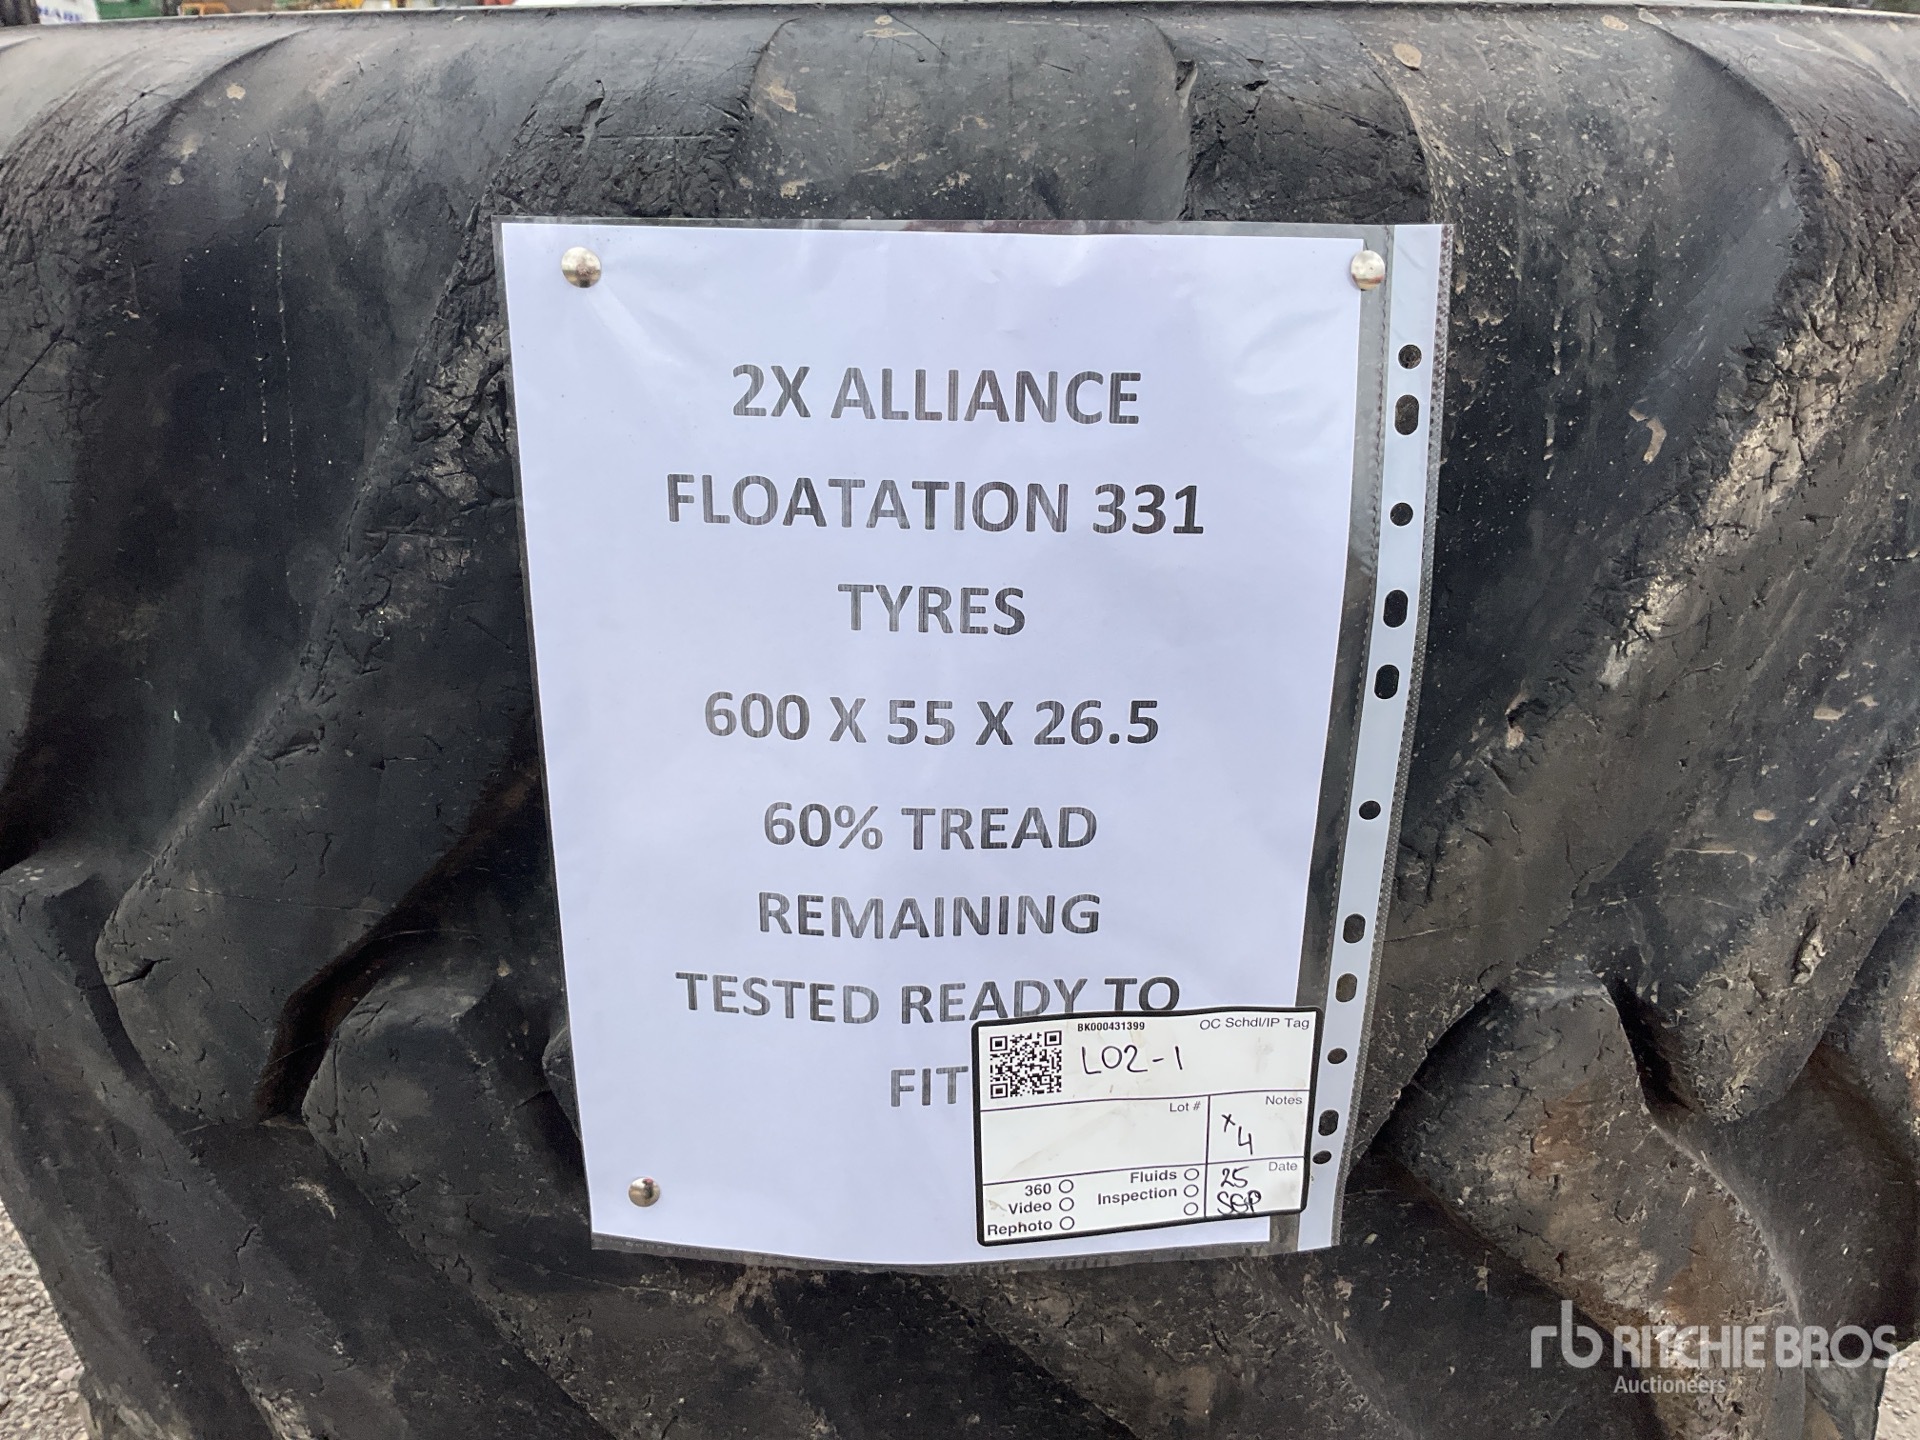 2X ALLIANCE
FLOATATION 331
TYRES
600 X 55 X 26.5
60% TREAD
REMAINING
TESTED READY TO
FIT
BK000431399 OC Schdl/IP Tag
L02-1
Lot # Notes
x4
360 Fluids Date
Video Inspection 25
Rephoto SEP
rb RITCHIE BROS.
Auctioneers